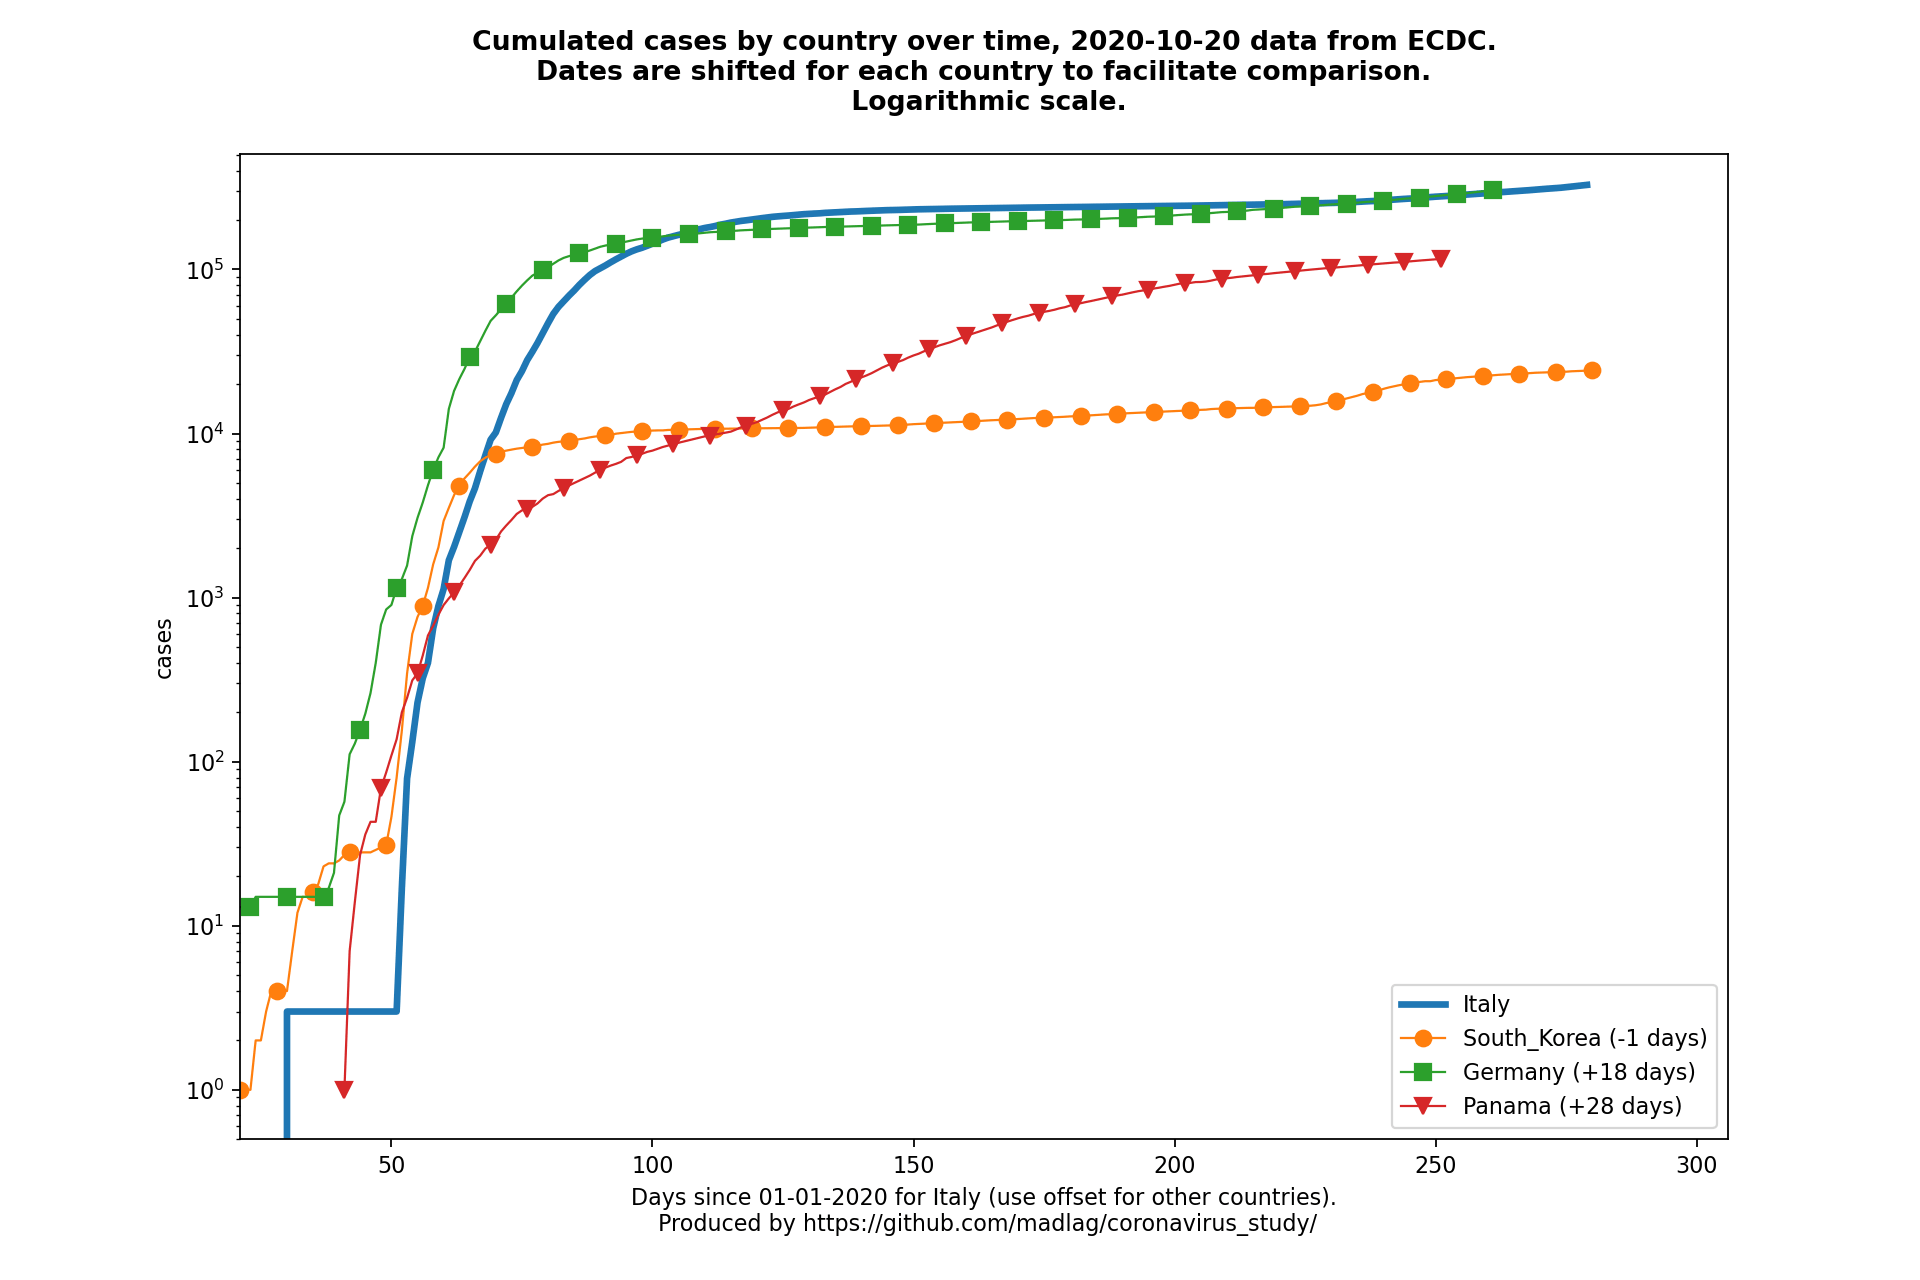 Cumulated cases by country over time, 2020-10-20 data from ECDC.
Dates are shifted for each country to facilitate comparison.
Logarithmic scale.
cases
10^5
10^4
10^3
10^2
10^1
10^0
50 100 150 200 250 300
Italy
South_Korea (-1 days)
Germany (+18 days)
Panama (+28 days)
Days since 01-01-2020 for Italy (use offset for other countries).
Produced by https://github.com/madlag/coronavirus_study/